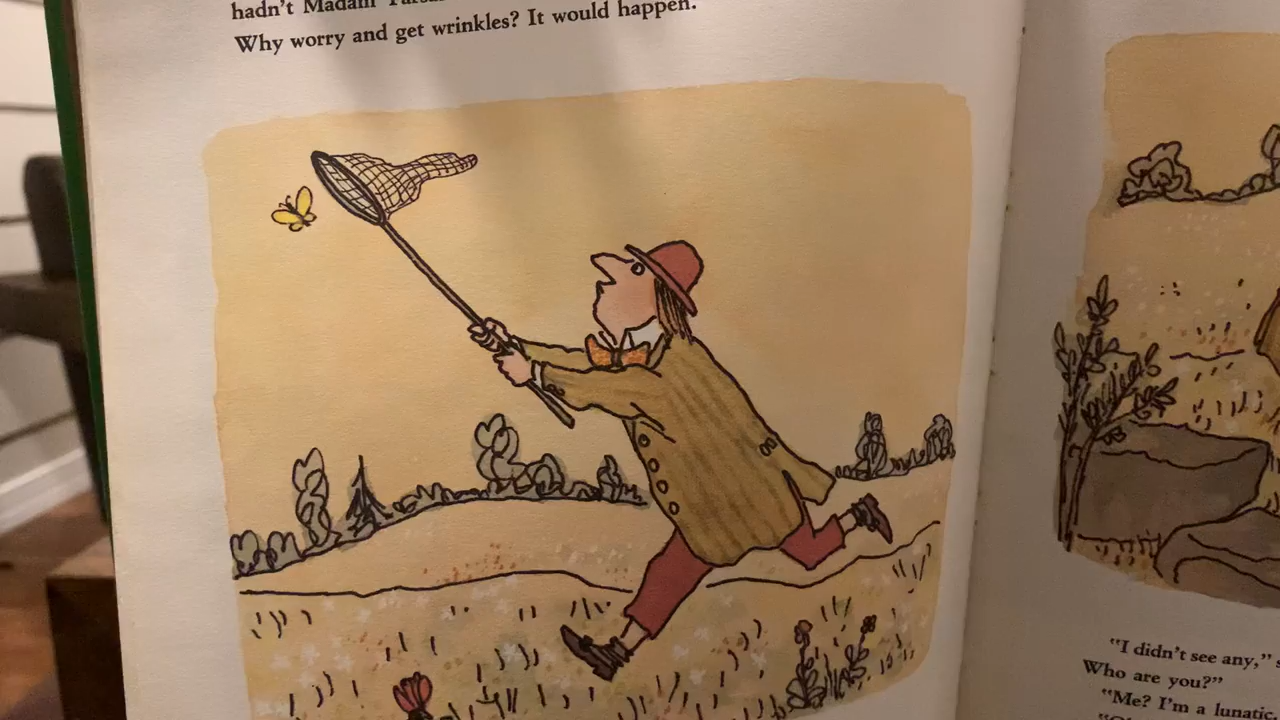 hadn't Madam
Why worry and get wrinkles? It would happen.
"I didn't see any,"
Who are you?"
"Me? I'm a lunatic